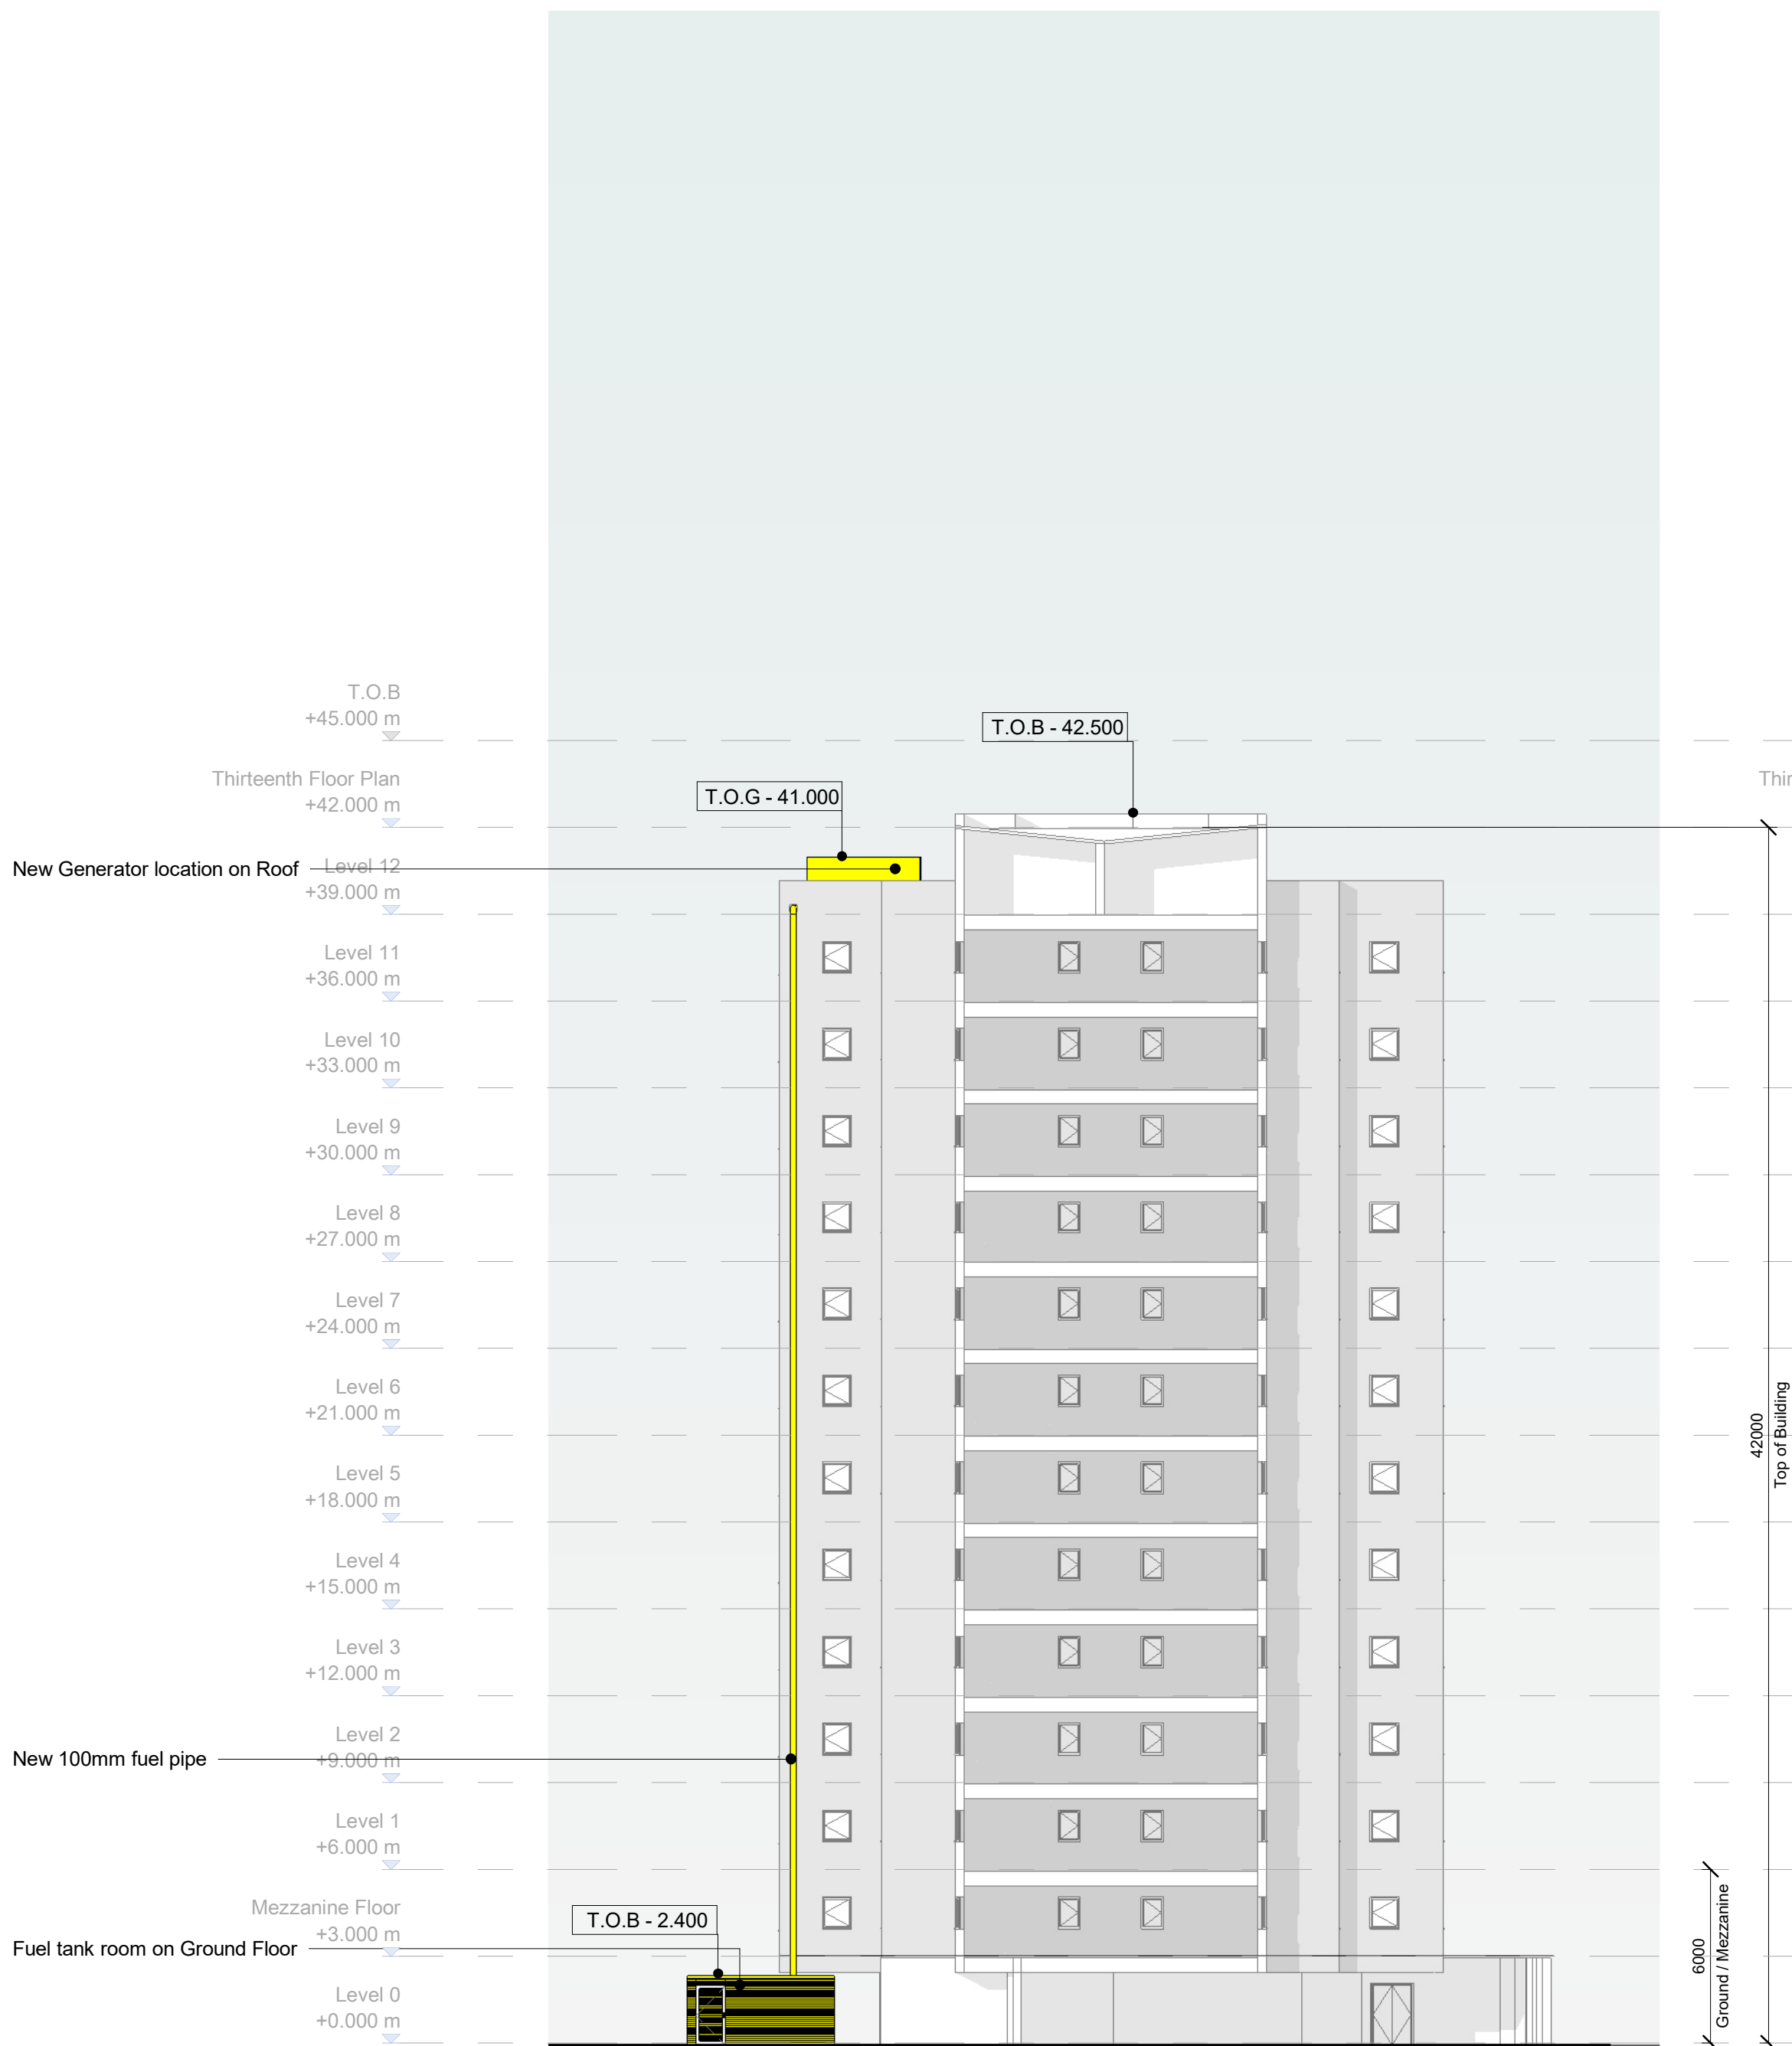 T.O.B
+45.000 m
T.O.B - 42.500
Thirteenth Floor Plan
+42.000 m
Thir
T.O.G - 41.000
Level 12
+39.000 m
New Generator location on Roof
Level 11
+36.000 m
Level 10
+33.000 m
Level 9
+30.000 m
Level 8
+27.000 m
Level 7
+24.000 m
Level 6
+21.000 m
42000
Top of Building
Level 5
+18.000 m
Level 4
+15.000 m
Level 3
+12.000 m
Level 2
+9.000 m
New 100mm fuel pipe
Level 1
+6.000 m
Mezzanine Floor
+3.000 m
T.O.B - 2.400
Fuel tank room on Ground Floor
6000
Ground / Mezzanine
Level 0
+0.000 m